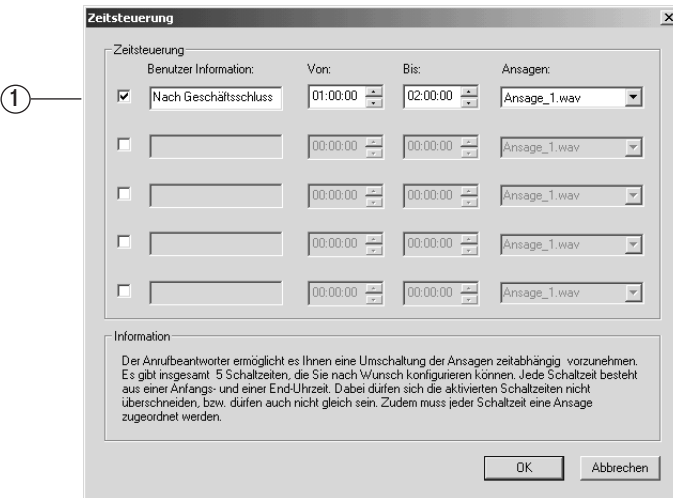 Zeitsteuerung
Zeitsteuerung
Benutzer Information: Von: Bis: Ansagen:
1 Nach Geschäftsschluss 01:00:00 02:00:00 Ansage_1.wav
00:00:00 00:00:00 Ansage_1.wav
00:00:00 00:00:00 Ansage_1.wav
00:00:00 00:00:00 Ansage_1.wav
00:00:00 00:00:00 Ansage_1.wav
Information
Der Anrufbeantworter ermöglicht es Ihnen eine Umschaltung der Ansagen zeitabhängig vorzunehmen.
Es gibt insgesamt 5 Schaltzeiten, die Sie nach Wunsch konfigurieren können. Jede Schaltzeit besteht
aus einer Anfangs- und einer End-Uhrzeit. Dabei dürfen sich die aktivierten Schaltzeiten nicht
überschneiden, bzw. dürfen auch nicht gleich sein. Zudem muss jeder Schaltzeit eine Ansage
zugeordnet werden.
OK Abbrechen